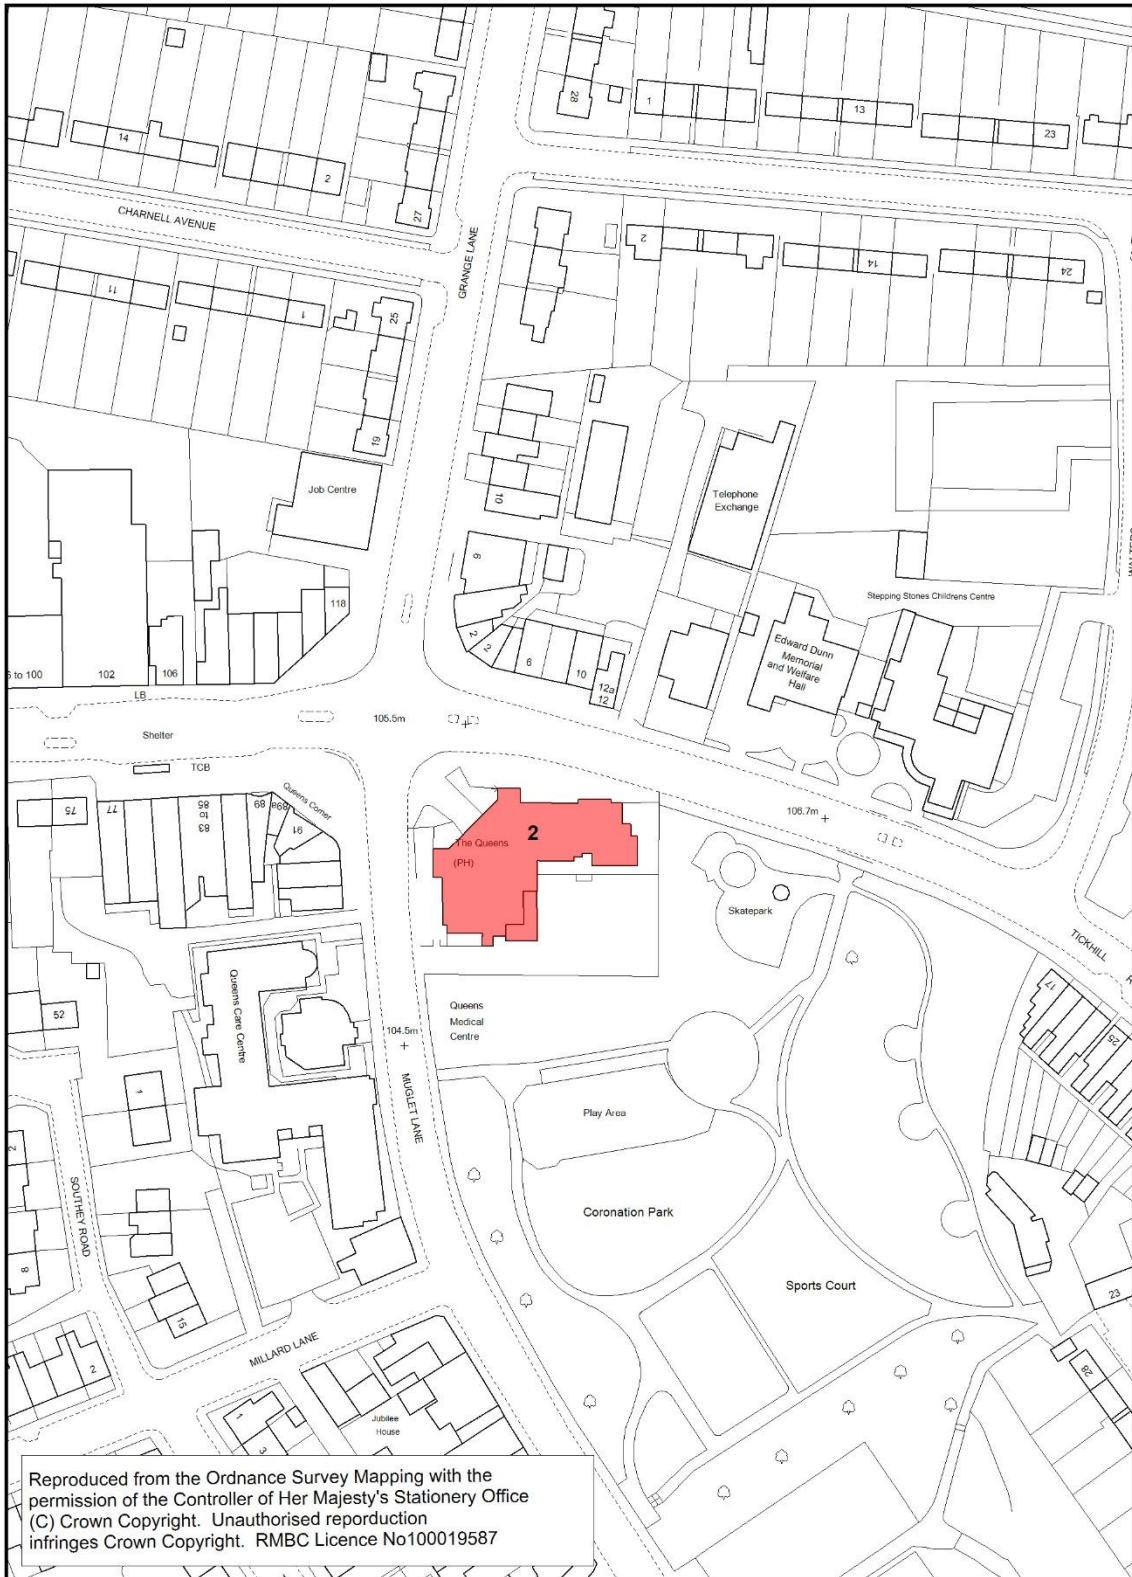 28
1
13
23
14
2
27
CHARNELL AVENUE
GRANGE LANE
2
14
24
11
1
25
19
Job Centre
10
Telephone
Exchange
6
118
Stepping Stones Childrens Centre
Edward Dunn
Memorial
and Welfare
Hall
2
2
6
10
12a
12
to 100
102
106
LB
105.5m
Shelter
TCB
75
77
83
to
85
89
89a
91
Queens Corner
2
The Queens
(PH)
106.7m
Skatepark
TICKHILL
17
25
Queens Care Centre
52
Queens
Medical
Centre
104.5m
1
MUGLET LANE
Play Area
2
SOUTHEY ROAD
Coronation Park
8
15
Sports Court
23
MILLARD LANE
2
1
3
Jubilee
House
28
Reproduced from the Ordnance Survey Mapping with the
permission of the Controller of Her Majesty's Stationery Office
(C) Crown Copyright. Unauthorised reporduction
infringes Crown Copyright. RMBC Licence No100019587